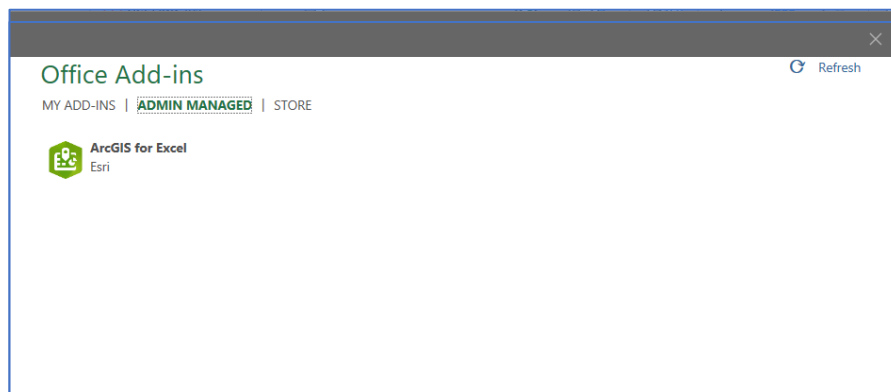 Office Add-ins
Refresh
MY ADD-INS | ADMIN MANAGED | STORE
ArcGIS for Excel
Esri